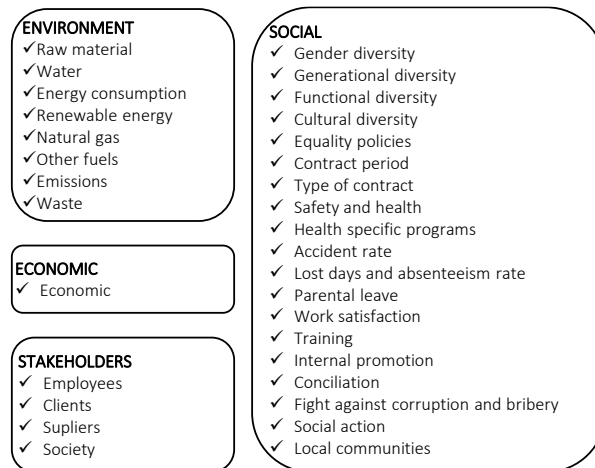 ENVIRONMENT
✓Raw material
✓Water
✓Energy consumption
✓Renewable energy
✓Natural gas
✓Other fuels
✓Emissions
✓Waste
ECONOMIC
✓ Economic
STAKEHOLDERS
✓ Employees
✓ Clients
✓ Supliers
✓ Society
SOCIAL
✓ Gender diversity
✓ Generational diversity
✓ Functional diversity
✓ Cultural diversity
✓ Equality policies
✓ Contract period
✓ Type of contract
✓ Safety and health
✓ Health specific programs
✓ Accident rate
✓ Lost days and absenteeism rate
✓ Parental leave
✓ Work satisfaction
✓ Training
✓ Internal promotion
✓ Conciliation
✓ Fight against corruption and bribery
✓ Social action
✓ Local communities